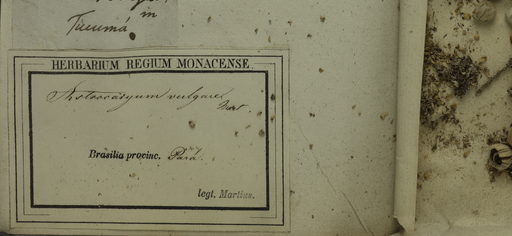 m
Tucumá.
HERBARIUM REGIUM MONACENSE.
Astrocaryum vulgare
Mart.
Brasilia provinc. Pará.
legt. Martius.